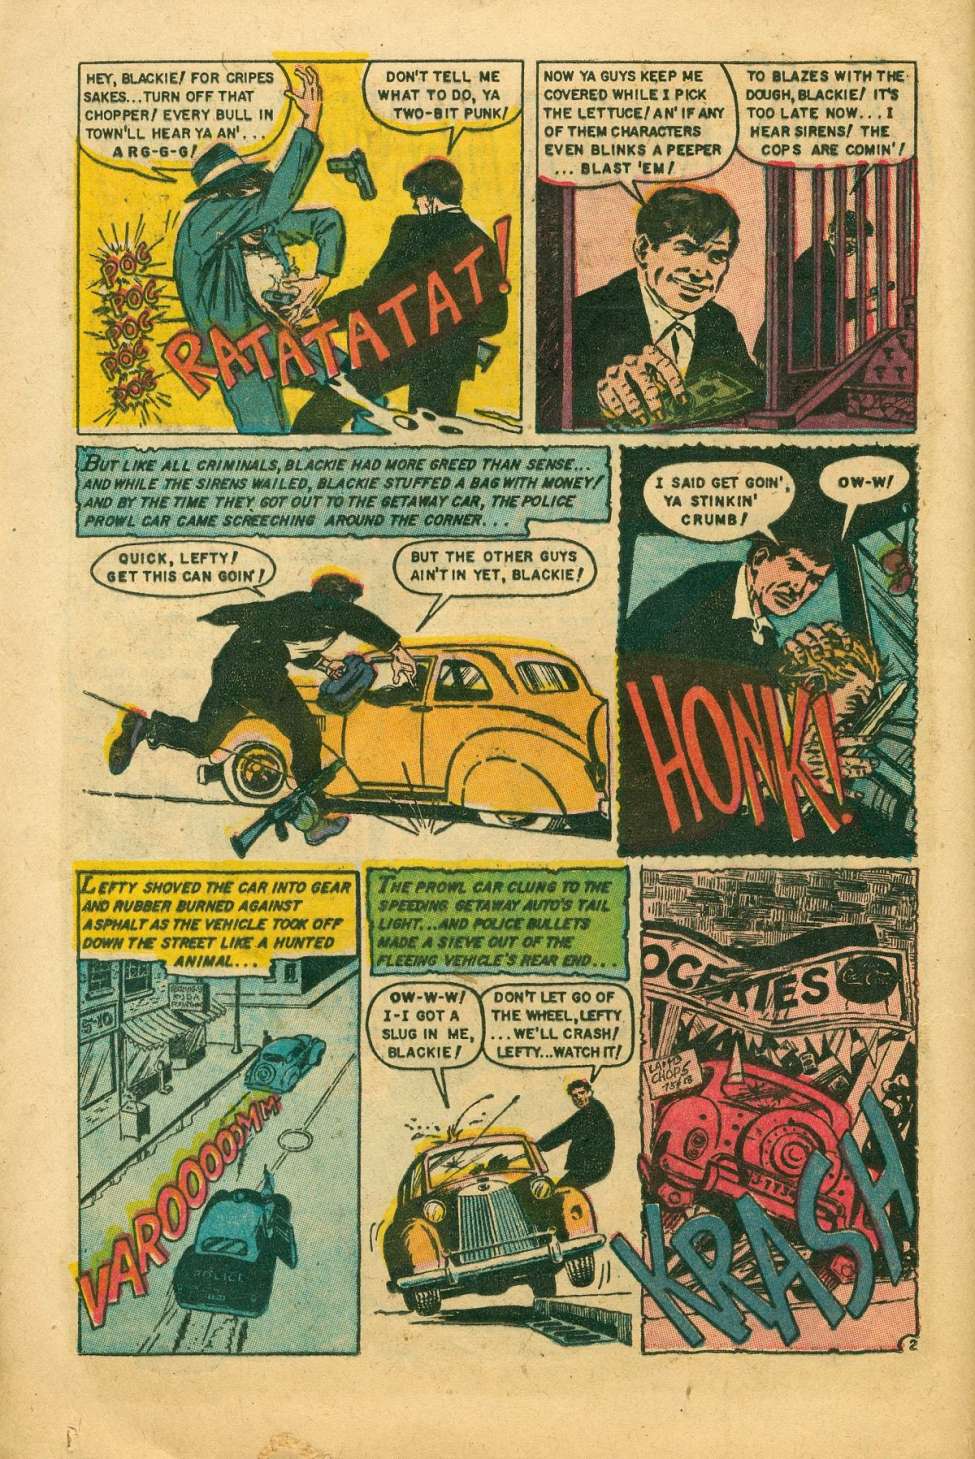 HEY, BLACKIE! FOR CRIPES
SAKES...TURN OFF THAT
CHOPPER! EVERY BULL IN
TOWN'LL HEAR YA AN'...
ARG-G-G!
DON'T TELL ME
WHAT TO DO, YA
TWO-BIT PUNK!
POC
POC
POC
POC
POC
RATATATATAT!
NOW YA GUYS KEEP ME
COVERED WHILE I PICK
THE LETTUCE! AN' IF ANY
OF THEM CHARACTERS
EVEN BLINKS A PEEPER
...BLAST 'EM!
TO BLAZES WITH THE
DOUGH, BLACKIE! IT'S
TOO LATE NOW...I
HEAR SIRENS! THE
COPS ARE COMIN'!
BUT LIKE ALL CRIMINALS, BLACKIE HAD MORE GREED THAN SENSE...
AND WHILE THE SIRENS WAILED, BLACKIE STUFFED A BAG WITH MONEY!
AND BY THE TIME THEY GOT OUT TO THE GETAWAY CAR, THE POLICE
PROWL CAR CAME SCREECHING AROUND THE CORNER...
QUICK, LEFTY!
GET THIS CAN GOIN'!
BUT THE OTHER GUYS
AIN'T IN YET, BLACKIE!
I SAID GET GOIN',
YA STINKIN'
CRUMB!
OW-W!
HONK!
LEFTY SHOVED THE CAR INTO GEAR
AND RUBBER BURNED AGAINST
ASPHALT AS THE VEHICLE TOOK OFF
DOWN THE STREET LIKE A HUNTED
ANIMAL...
5-10
SODA
VAROOOOOMM
POLICE
THE PROWL CAR CLUNG TO THE
SPEEDING GETAWAY AUTO'S TAIL
LIGHT...AND POLICE BULLETS
MADE A SIEVE OUT OF THE
FLEEING VEHICLE'S REAR END...
OW-W-W!
I-I GOT A
SLUG IN ME,
BLACKIE!
DON'T LET GO OF
THE WHEEL, LEFTY
...WE'LL CRASH!
LEFTY...WATCH IT!
OCERIES
LAMB
CHOPS
KRASH
2